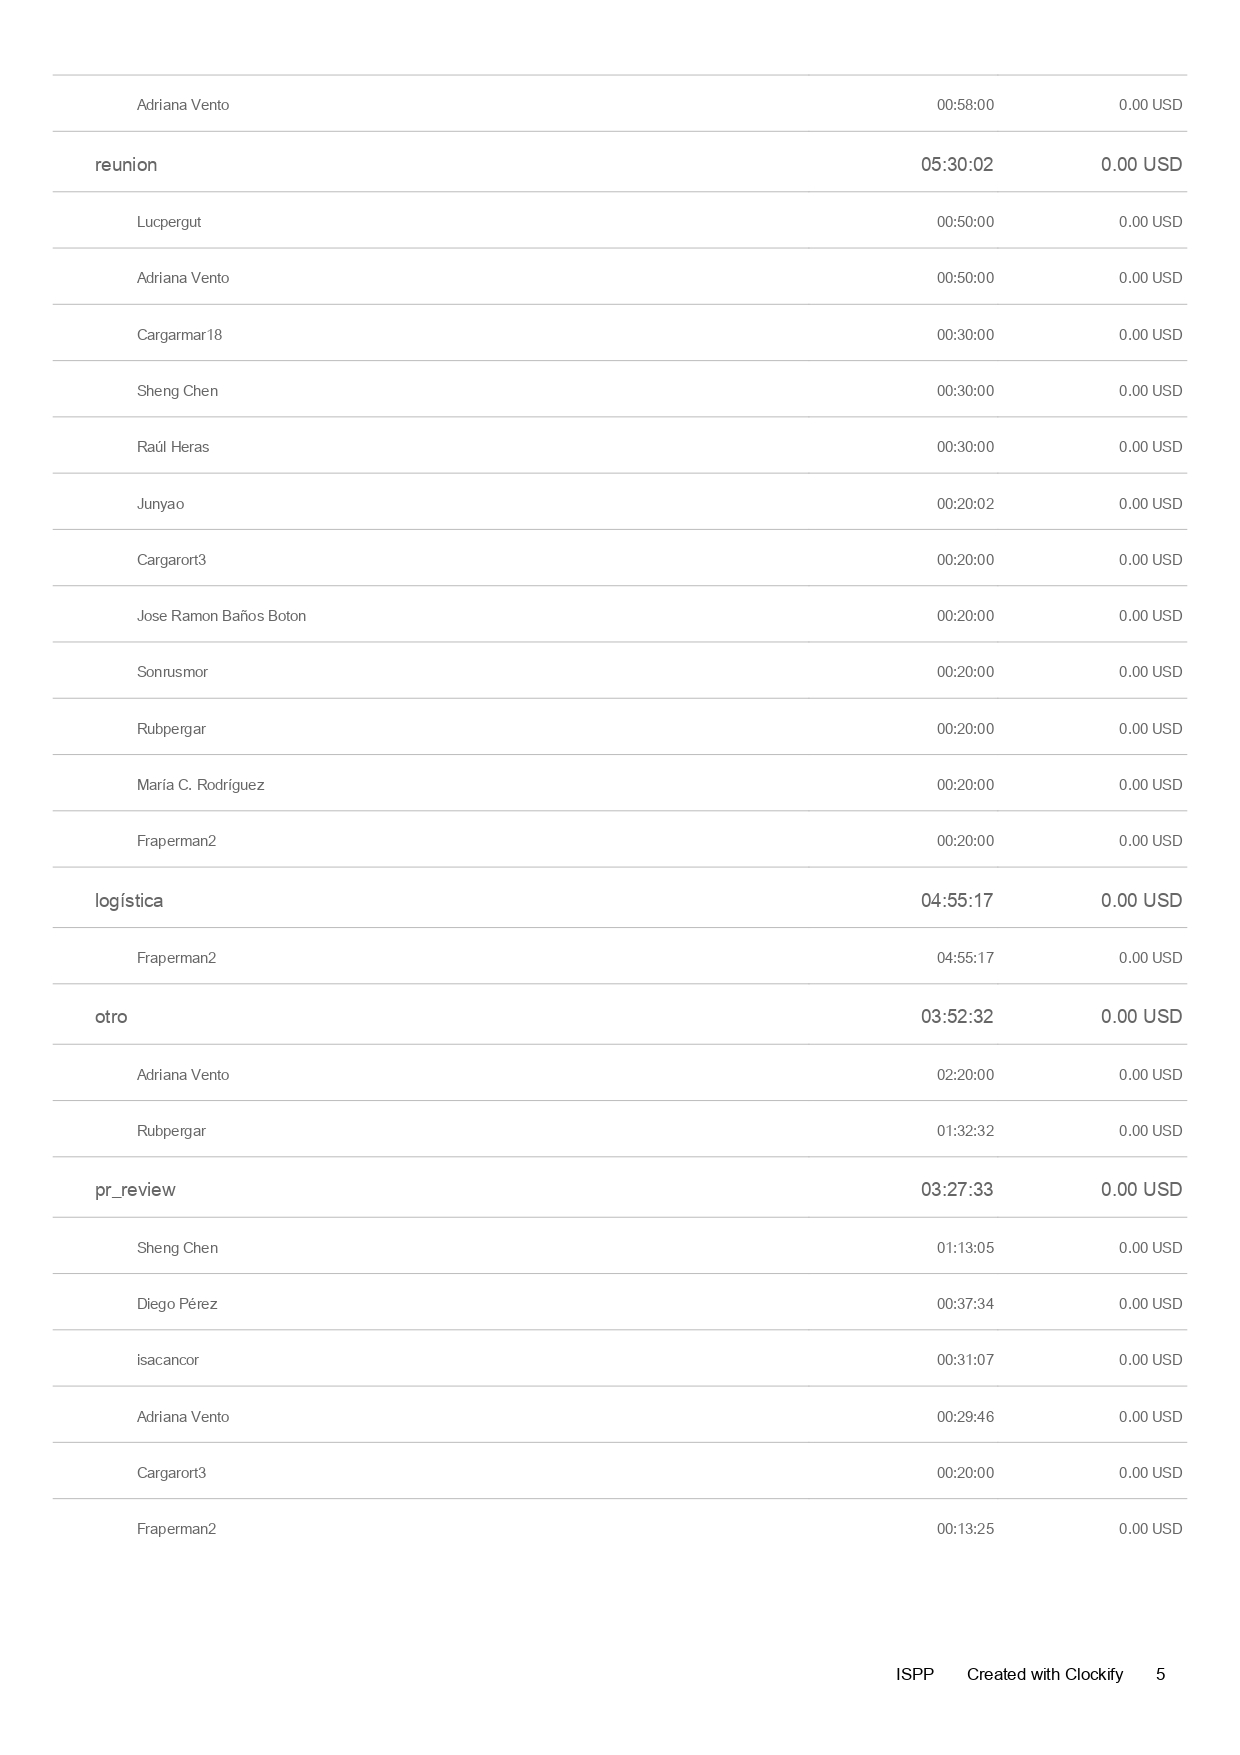 Adriana Vento 00:58:00 0.00 USD
reunion 05:30:02 0.00 USD
Lucpergut 00:50:00 0.00 USD
Adriana Vento 00:50:00 0.00 USD
Cargarmar18 00:30:00 0.00 USD
Sheng Chen 00:30:00 0.00 USD
Raúl Heras 00:30:00 0.00 USD
Junyao 00:20:02 0.00 USD
Cargarort3 00:20:00 0.00 USD
Jose Ramon Baños Boton 00:20:00 0.00 USD
Sonrusmor 00:20:00 0.00 USD
Rubpergar 00:20:00 0.00 USD
María C. Rodríguez 00:20:00 0.00 USD
Fraperman2 00:20:00 0.00 USD
logística 04:55:17 0.00 USD
Fraperman2 04:55:17 0.00 USD
otro 03:52:32 0.00 USD
Adriana Vento 02:20:00 0.00 USD
Rubpergar 01:32:32 0.00 USD
pr_review 03:27:33 0.00 USD
Sheng Chen 01:13:05 0.00 USD
Diego Pérez 00:37:34 0.00 USD
isacancor 00:31:07 0.00 USD
Adriana Vento 00:29:46 0.00 USD
Cargarort3 00:20:00 0.00 USD
Fraperman2 00:13:25 0.00 USD
ISPP Created with Clockify 5